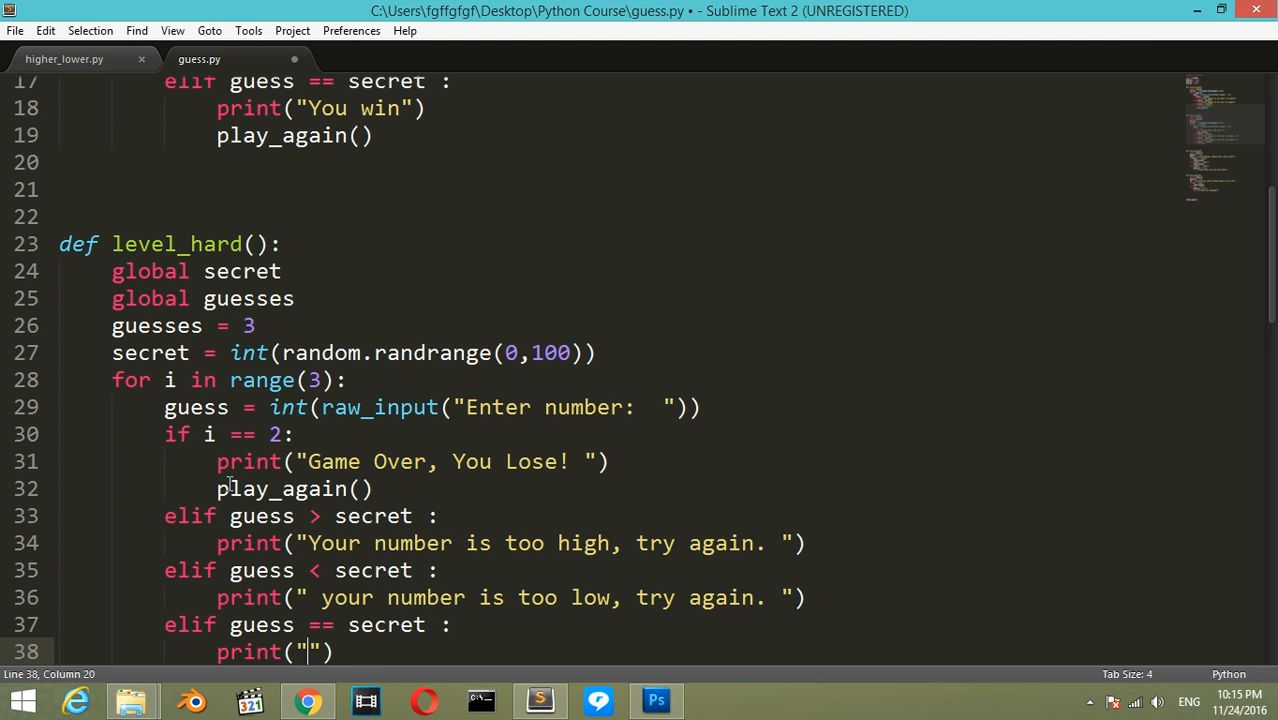 C:\Users\fgffgfgf\Desktop\Python Course\guess.py • - Sublime Text 2 (UNREGISTERED)
File Edit Selection Find View Goto Tools Project Preferences Help
higher_lower.py guess.py
17 elif guess == secret :
18 print("You win")
19 play_again()
20
21
22
23 def level_hard():
24 global secret
25 global guesses
26 guesses = 3
27 secret = int(random.randrange(0,100))
28 for i in range(3):
29 guess = int(raw_input("Enter number:  "))
30 if i == 2:
31 print("Game Over, You Lose! ")
32 play_again()
33 elif guess > secret :
34 print("Your number is too high, try again. ")
35 elif guess < secret :
36 print(" your number is too low, try again. ")
37 elif guess == secret :
38 print("")
Line 38, Column 20 Tab Size: 4 Python
321 S Ps ENG 10:15 PM
11/24/2016